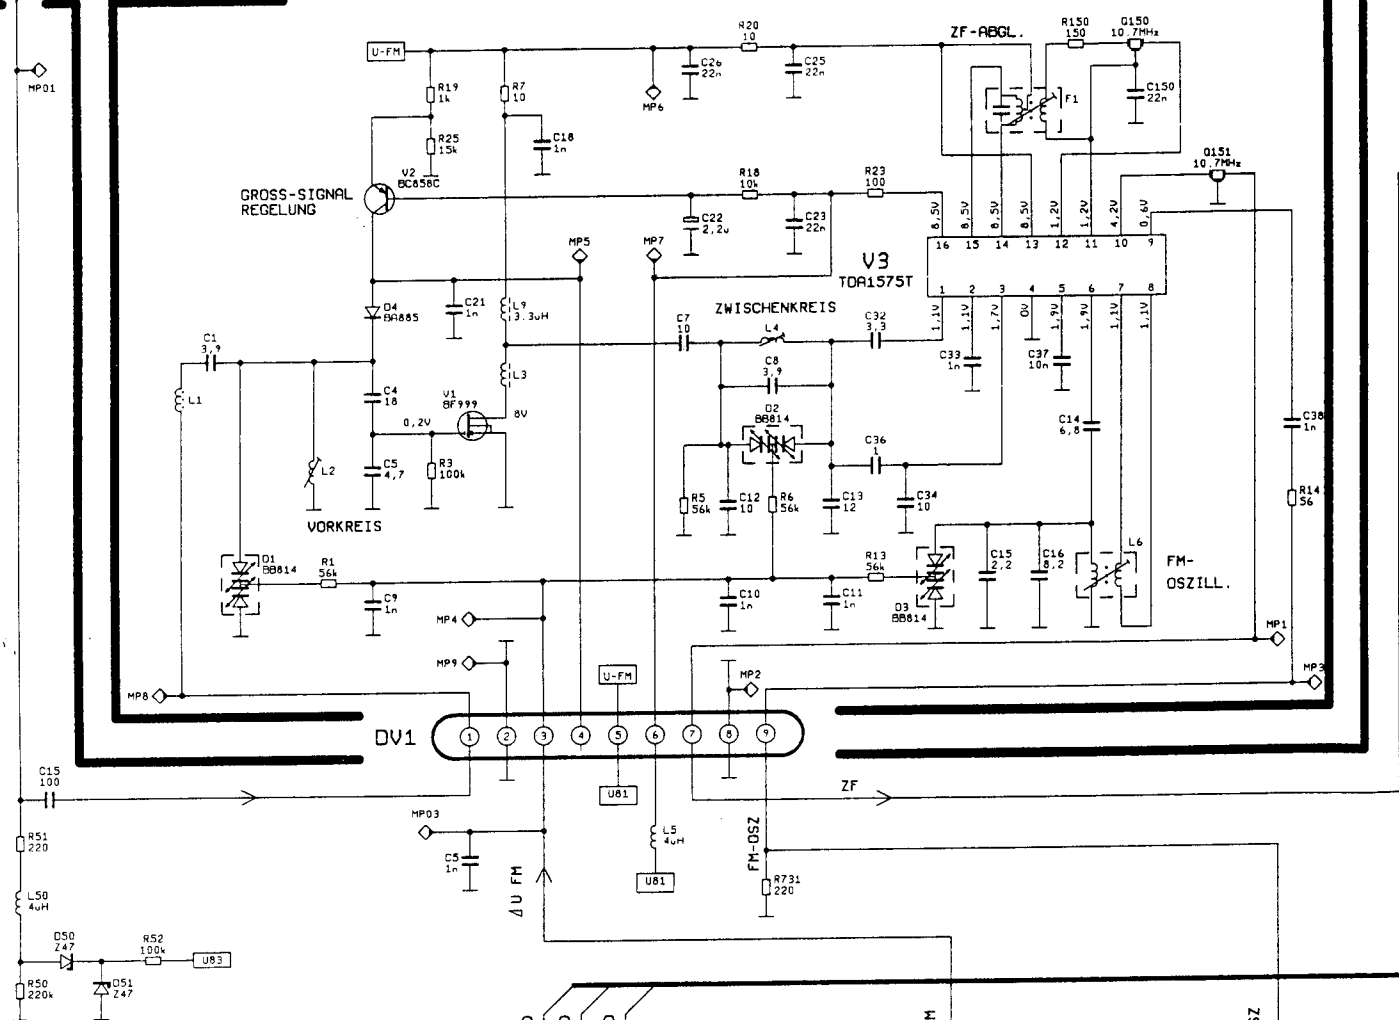 R20
10
ZF-ABGL.
R150
150
Q150
10.7MHz
U-FM
C26
22n
C25
22n
MP01
R19
1k
R7
10
MP6
F1
C150
22n
R25
15k
C18
1n
Q151
10.7MHz
V2
BC858C
R18
10k
R23
100
GROSS-SIGNAL
REGELUNG
C22
2,2u
C23
22n
8,5V
8,5V
8,5V
8,5V
1,2V
1,2V
4,2V
0,6V
MP5
MP7
V3
TDA1575T
16 15 14 13 12 11 10 9
1 2 3 4 5 6 7 8
D4
BA885
C21
1n
L9
3.3uH
ZWISCHENKREIS
C7
10
L4
C32
3,3
1,1V
1,1V
1,7V
0V
1,9V
1,9V
1,1V
1,1V
C1
3,9
C33
1n
C37
10n
C8
3,9
L1
C4
18
L3
V1
BF999
8V
0,2V
D2
BB814
C14
6,8
C38
1n
L2
C5
4,7
R3
100k
C36
1
R5
56k
C12
10
R6
56k
C13
12
C34
10
R14
56
VORKREIS
D1
BB814
R1
56k
R13
56k
C15
2,2
C16
8,2
L6
FM-
OSZILL.
C9
1n
C10
1n
C11
1n
D3
BB814
MP4
MP1
MP9
U-FM
MP2
MP3
MP8
DV1
1 2 3 4 5 6 7 8 9
C15
100
U81
ZF
MP03
R51
220
C5
1n
L5
4uH
FM-OSZ
U81
R731
220
Δ U FM
L50
4uH
D50
Z47
R52
100k
U83
R50
220k
D51
Z47